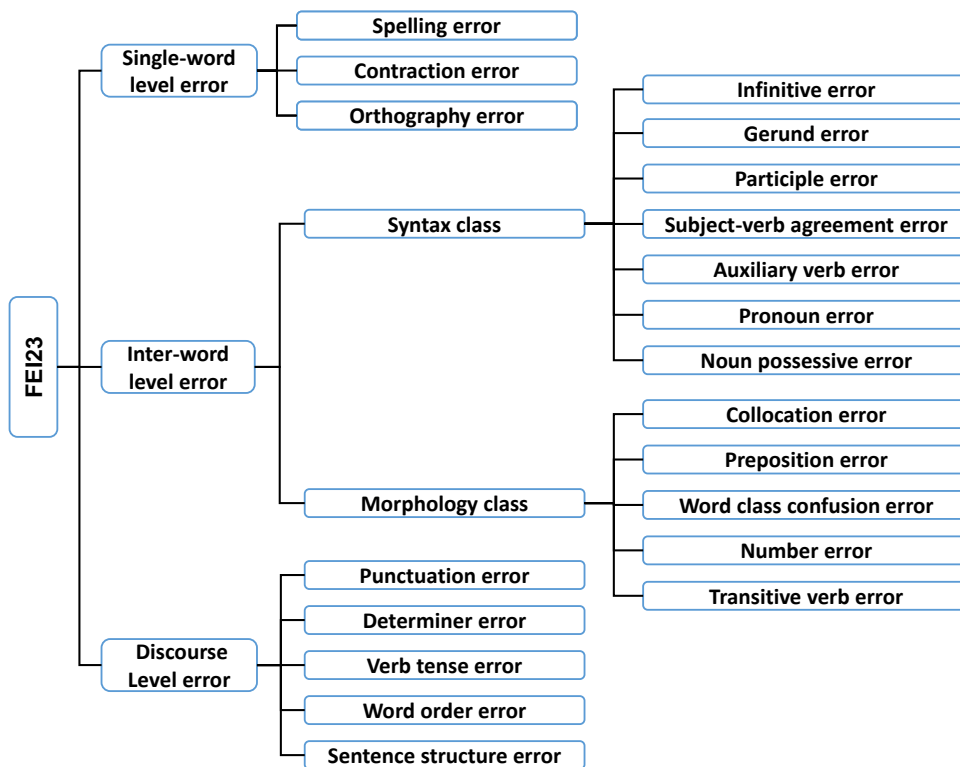 FEI23
Single-word
level error
Spelling error
Contraction error
Orthography error
Inter-word
level error
Syntax class
Infinitive error
Gerund error
Participle error
Subject-verb agreement error
Auxiliary verb error
Pronoun error
Noun possessive error
Morphology class
Collocation error
Preposition error
Word class confusion error
Number error
Transitive verb error
Discourse
Level error
Punctuation error
Determiner error
Verb tense error
Word order error
Sentence structure error